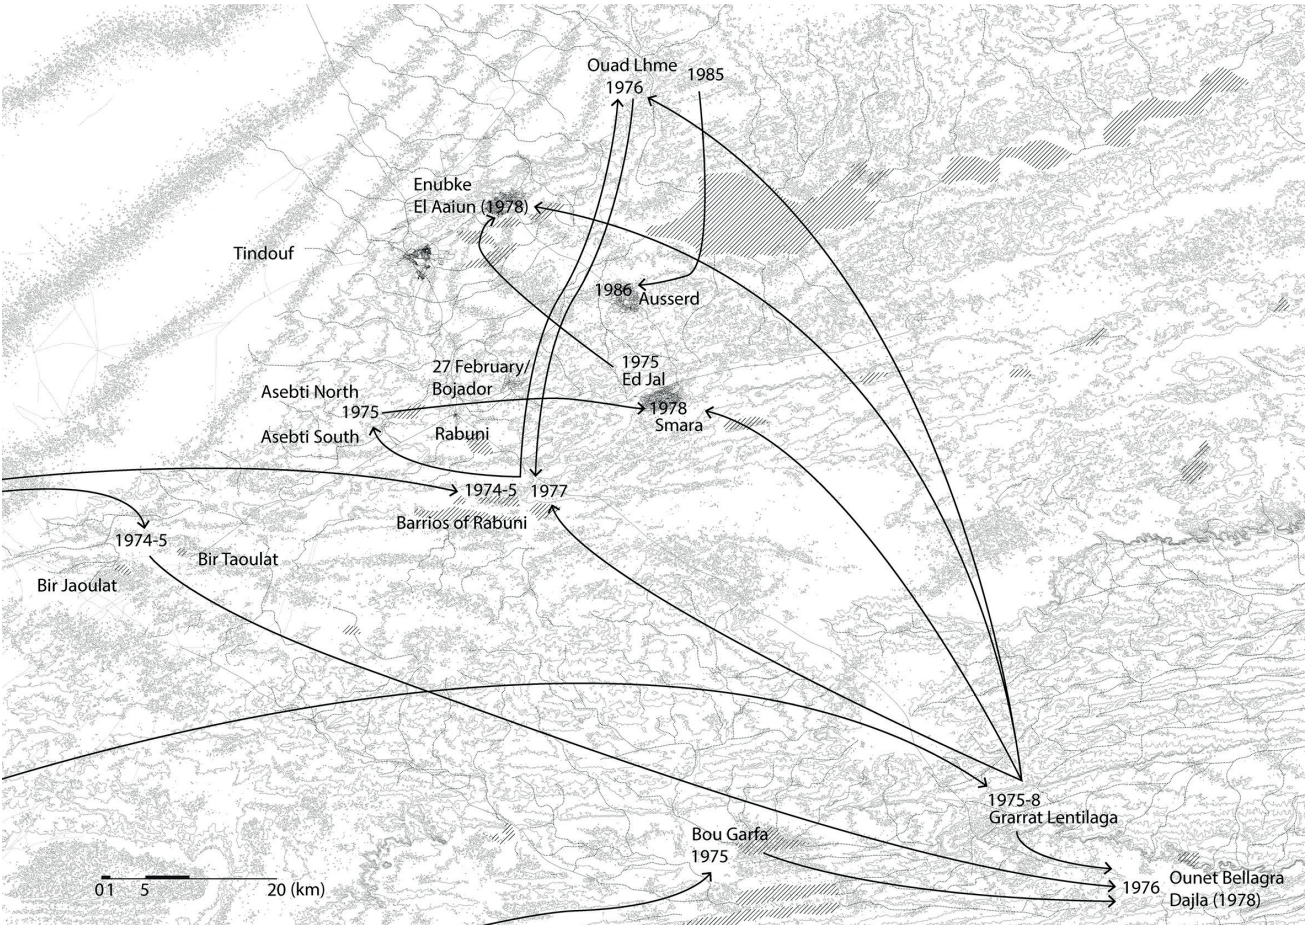 Ouad Lhme
1976
1985
Enubke
El Aaiun (1978)
Tindouf
1986
Ausserd
1975
Ed Jal
27 February/
Bojador
Asebti North
1975
Asebti South
1978
Smara
Rabuni
1974-5
1977
Barrios of Rabuni
1974-5
Bir Taoulat
Bir Jaoulat
1975-8
Grarrat Lentilaga
Bou Garfa
1975
1976
Ounet Bellagra
Dajla (1978)
0 1 5 20 (km)